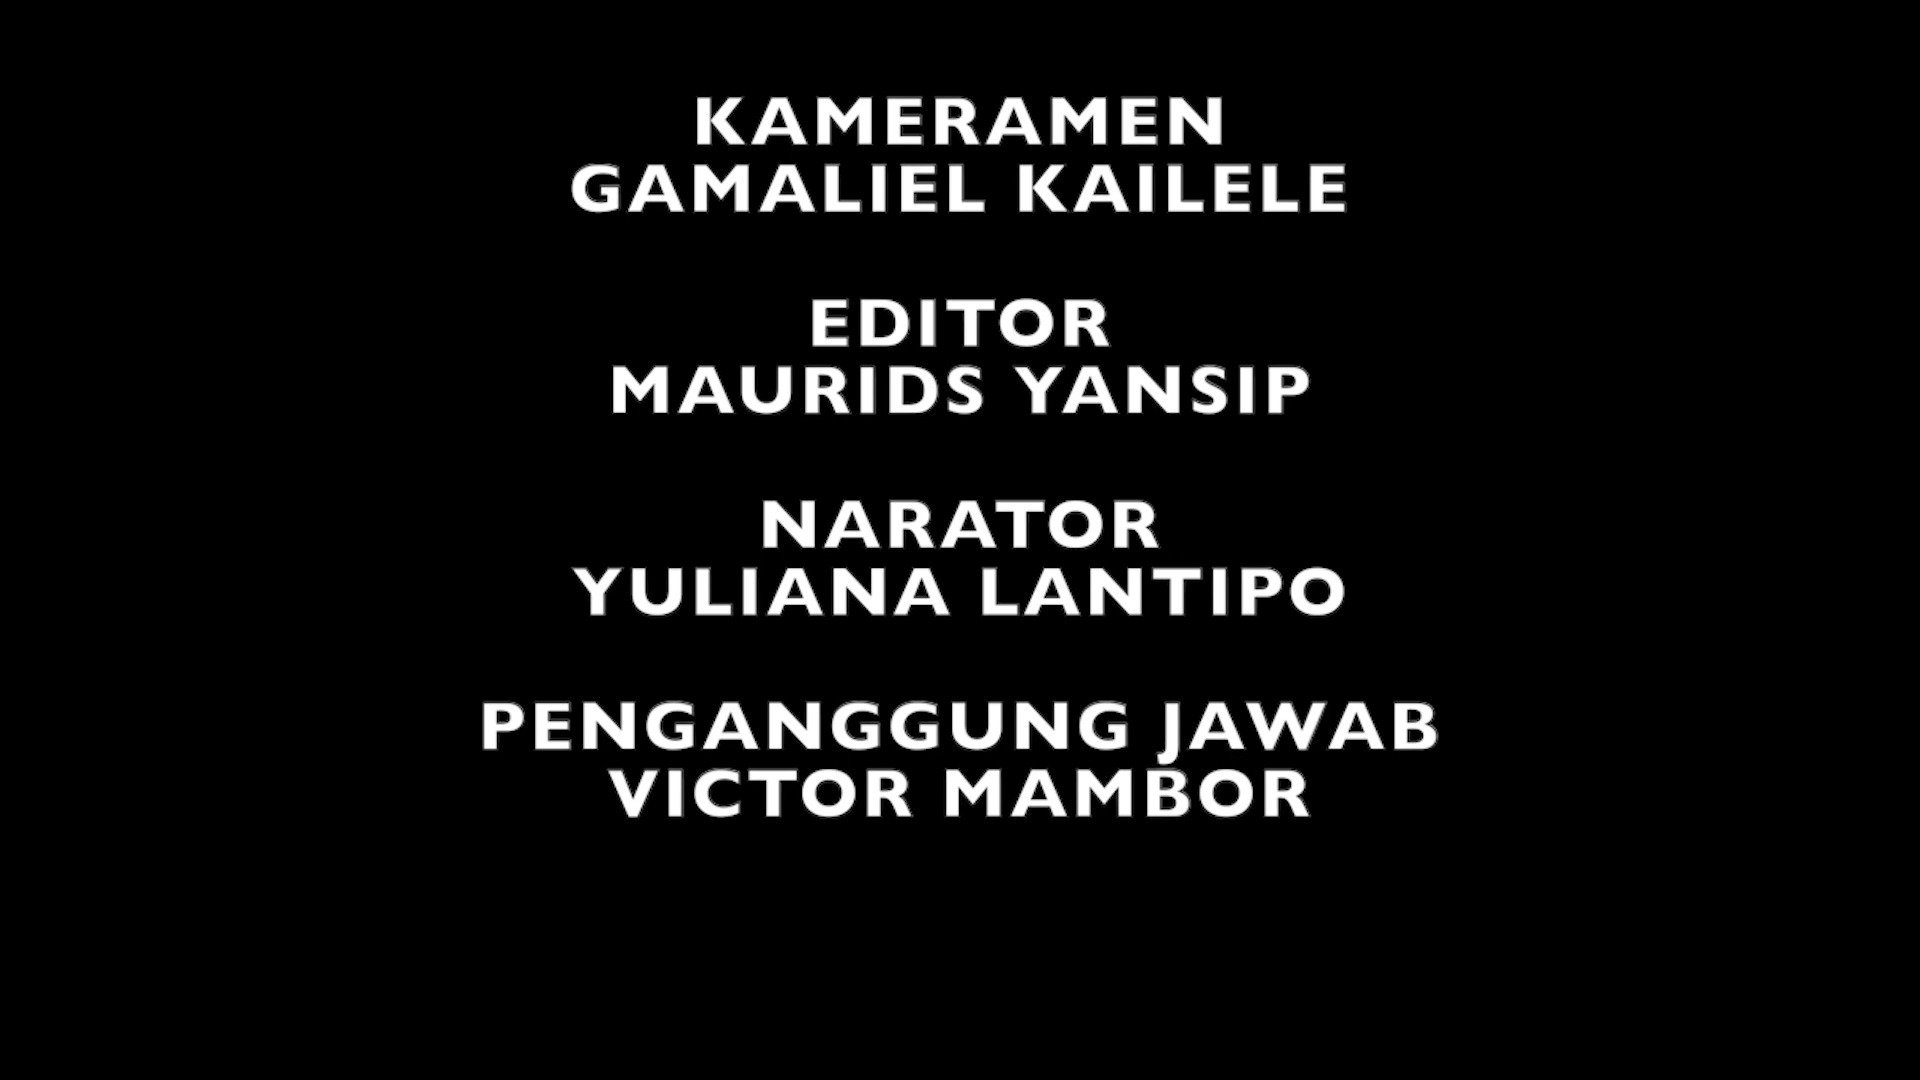 KAMERAMEN
GAMALIEL KAILELE
EDITOR
MAURIDS YANSIP
NARATOR
YULIANA LANTIPO
PENGANGGUNG JAWAB
VICTOR MAMBOR